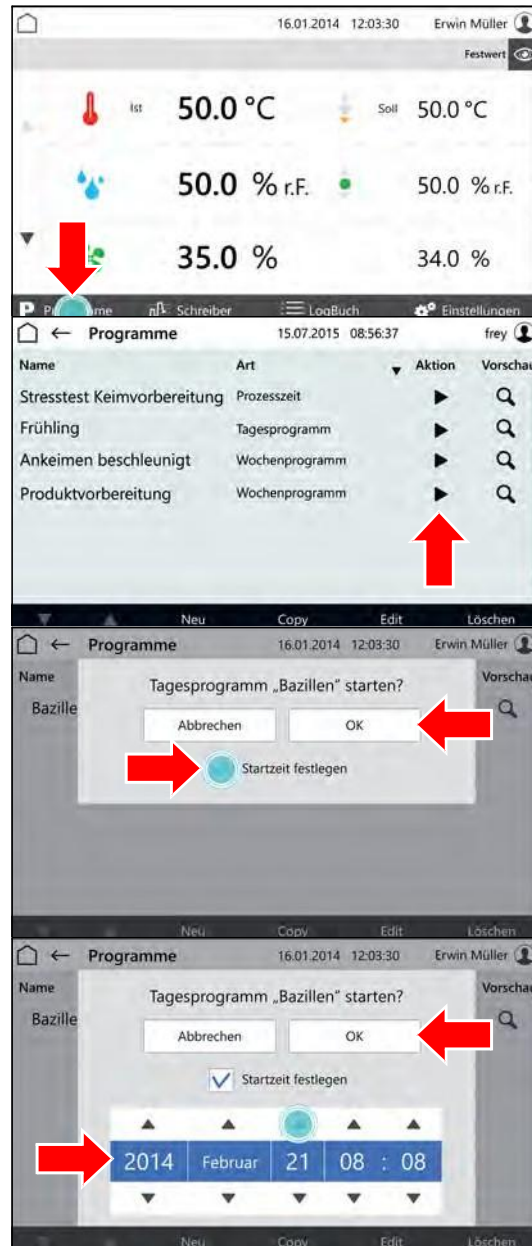 16.01.2014 12:03:30 Erwin Müller
Festwert
Ist 50.0 °C Soll 50.0 °C
50.0 % r.F. 50.0 % r.F.
35.0 % 34.0 %
Schreiber LogBuch Einstellungen
Programme 15.07.2015 08:56:37 frey
Name Art Aktion Vorschau
Stresstest Keimvorbereitung Prozesszeit
Frühling Tagesprogramm
Ankeimen beschleunigt Wochenprogramm
Produktvorbereitung Wochenprogramm
Neu Copy Edit Löschen
Programme 16.01.2014 12:03:30 Erwin Müller
Name Vorschau
Tagesprogramm „Bazillen“ starten?
Bazille
Abbrechen OK
Startzeit festlegen
Neu Copy Edit Löschen
Programme 16.01.2014 12:03:30 Erwin Müller
Name Vorschau
Tagesprogramm „Bazillen“ starten?
Bazille
Abbrechen OK
Startzeit festlegen
2014 Februar 21 08 : 08
Neu Copy Edit Löschen